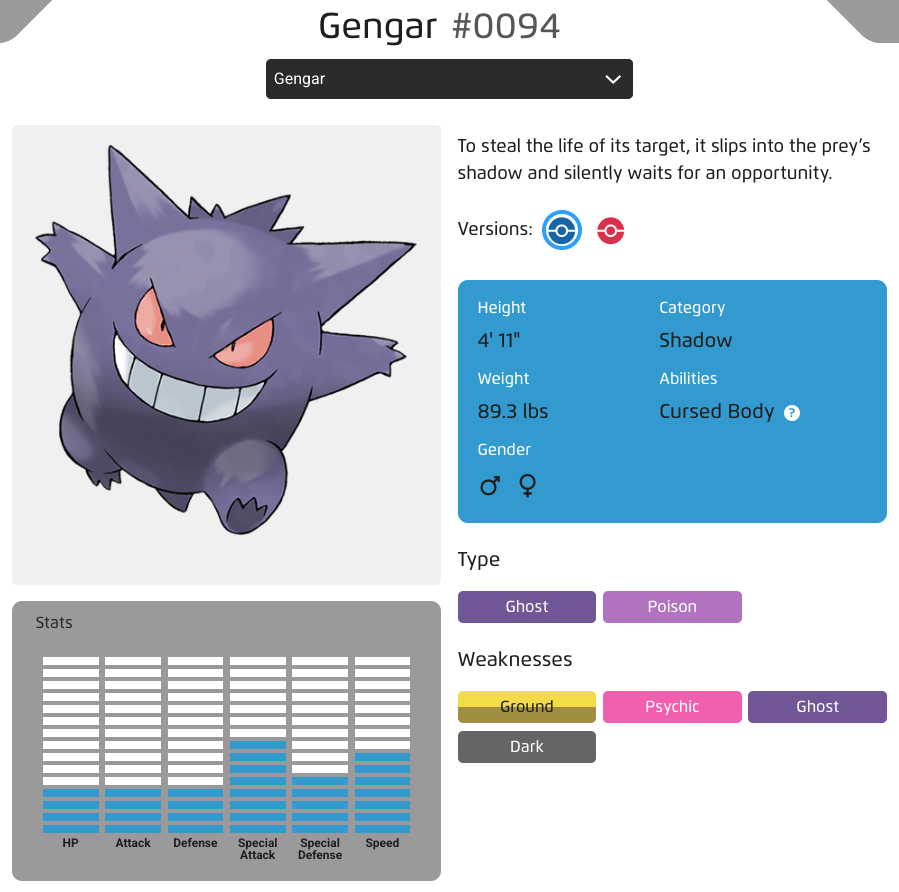 Gengar #0094
Gengar
To steal the life of its target, it slips into the prey’s
shadow and silently waits for an opportunity.
Versions:
Height
4' 11"
Category
Shadow
Weight
89.3 lbs
Abilities
Cursed Body ?
Gender
Type
Ghost Poison
Weaknesses
Ground Psychic Ghost
Dark
Stats
HP Attack Defense Special Attack Special Defense Speed